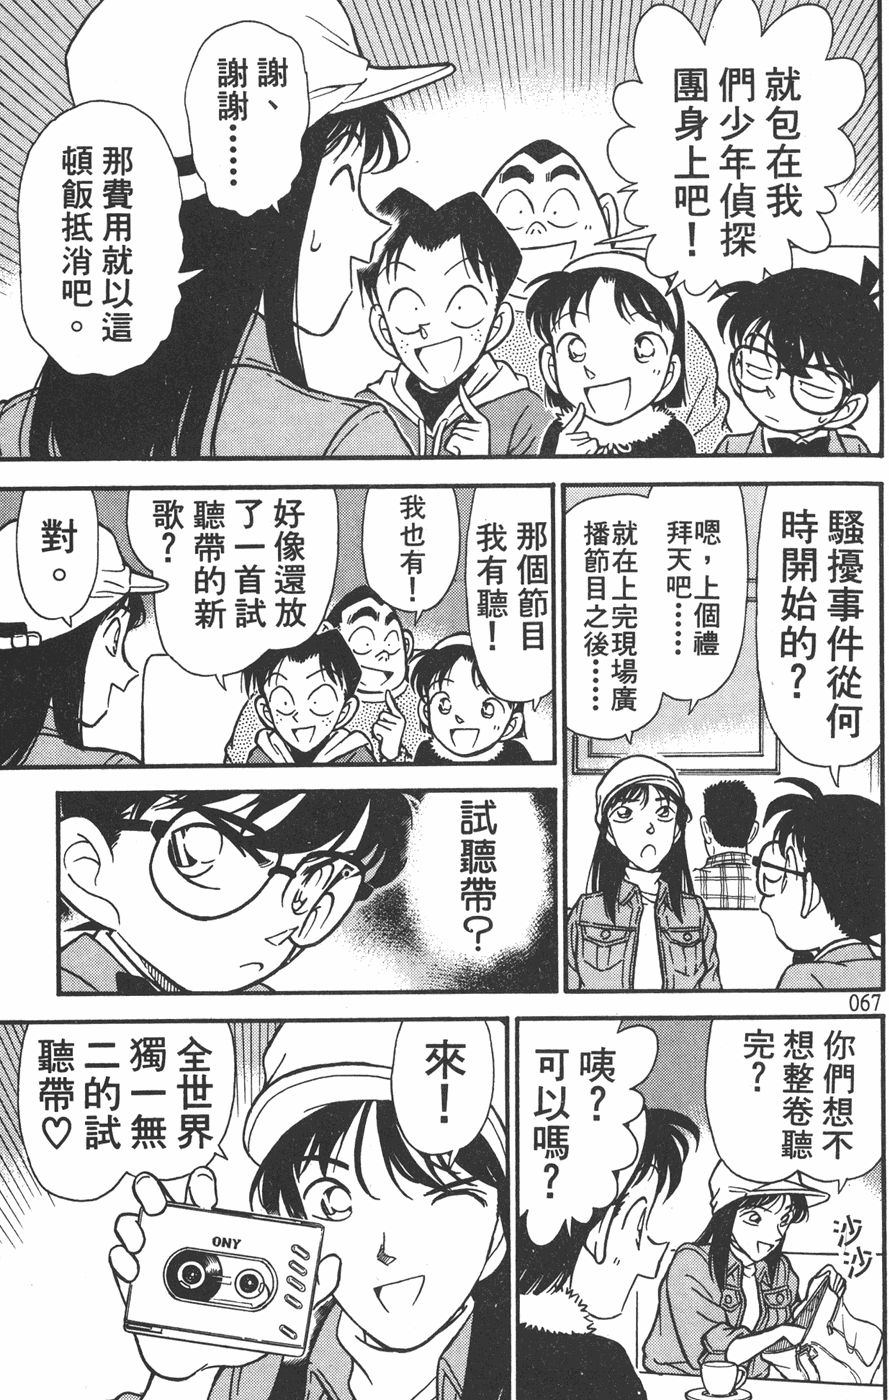 就包在我
們少年偵探
團身上吧！
謝、
謝謝……
那費用就以這
頓飯抵消吧。
騷擾事件從何
時開始的？
嗯，上個禮
拜天吧……
就在上完現場廣
播節目之後……
那個節目
我有聽！
我也有！
好像還放
了一首試
聽帶的新
歌？
對。
試聽帶？
067
你們想不
想整卷聽
完？
沙沙
咦？
可以嗎？
來！
全世界
獨一無
二的試
聽帶♡
ONY